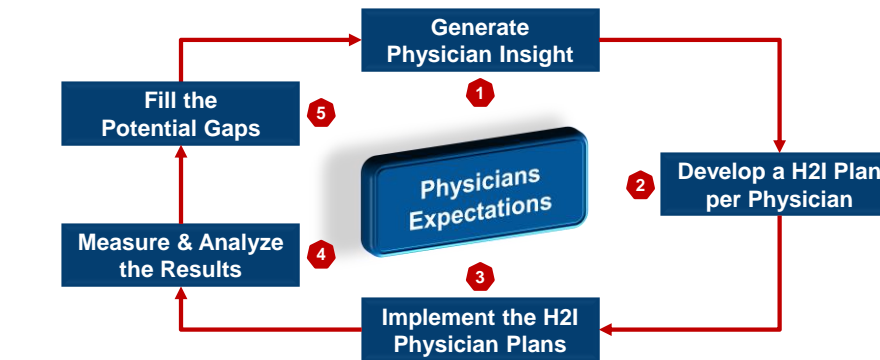 Generate
Physician Insight
1
Fill the
Potential Gaps
5
Physicians
Expectations
2
Develop a H2I Plan
per Physician
Measure & Analyze
the Results
4
3
Implement the H2I
Physician Plans